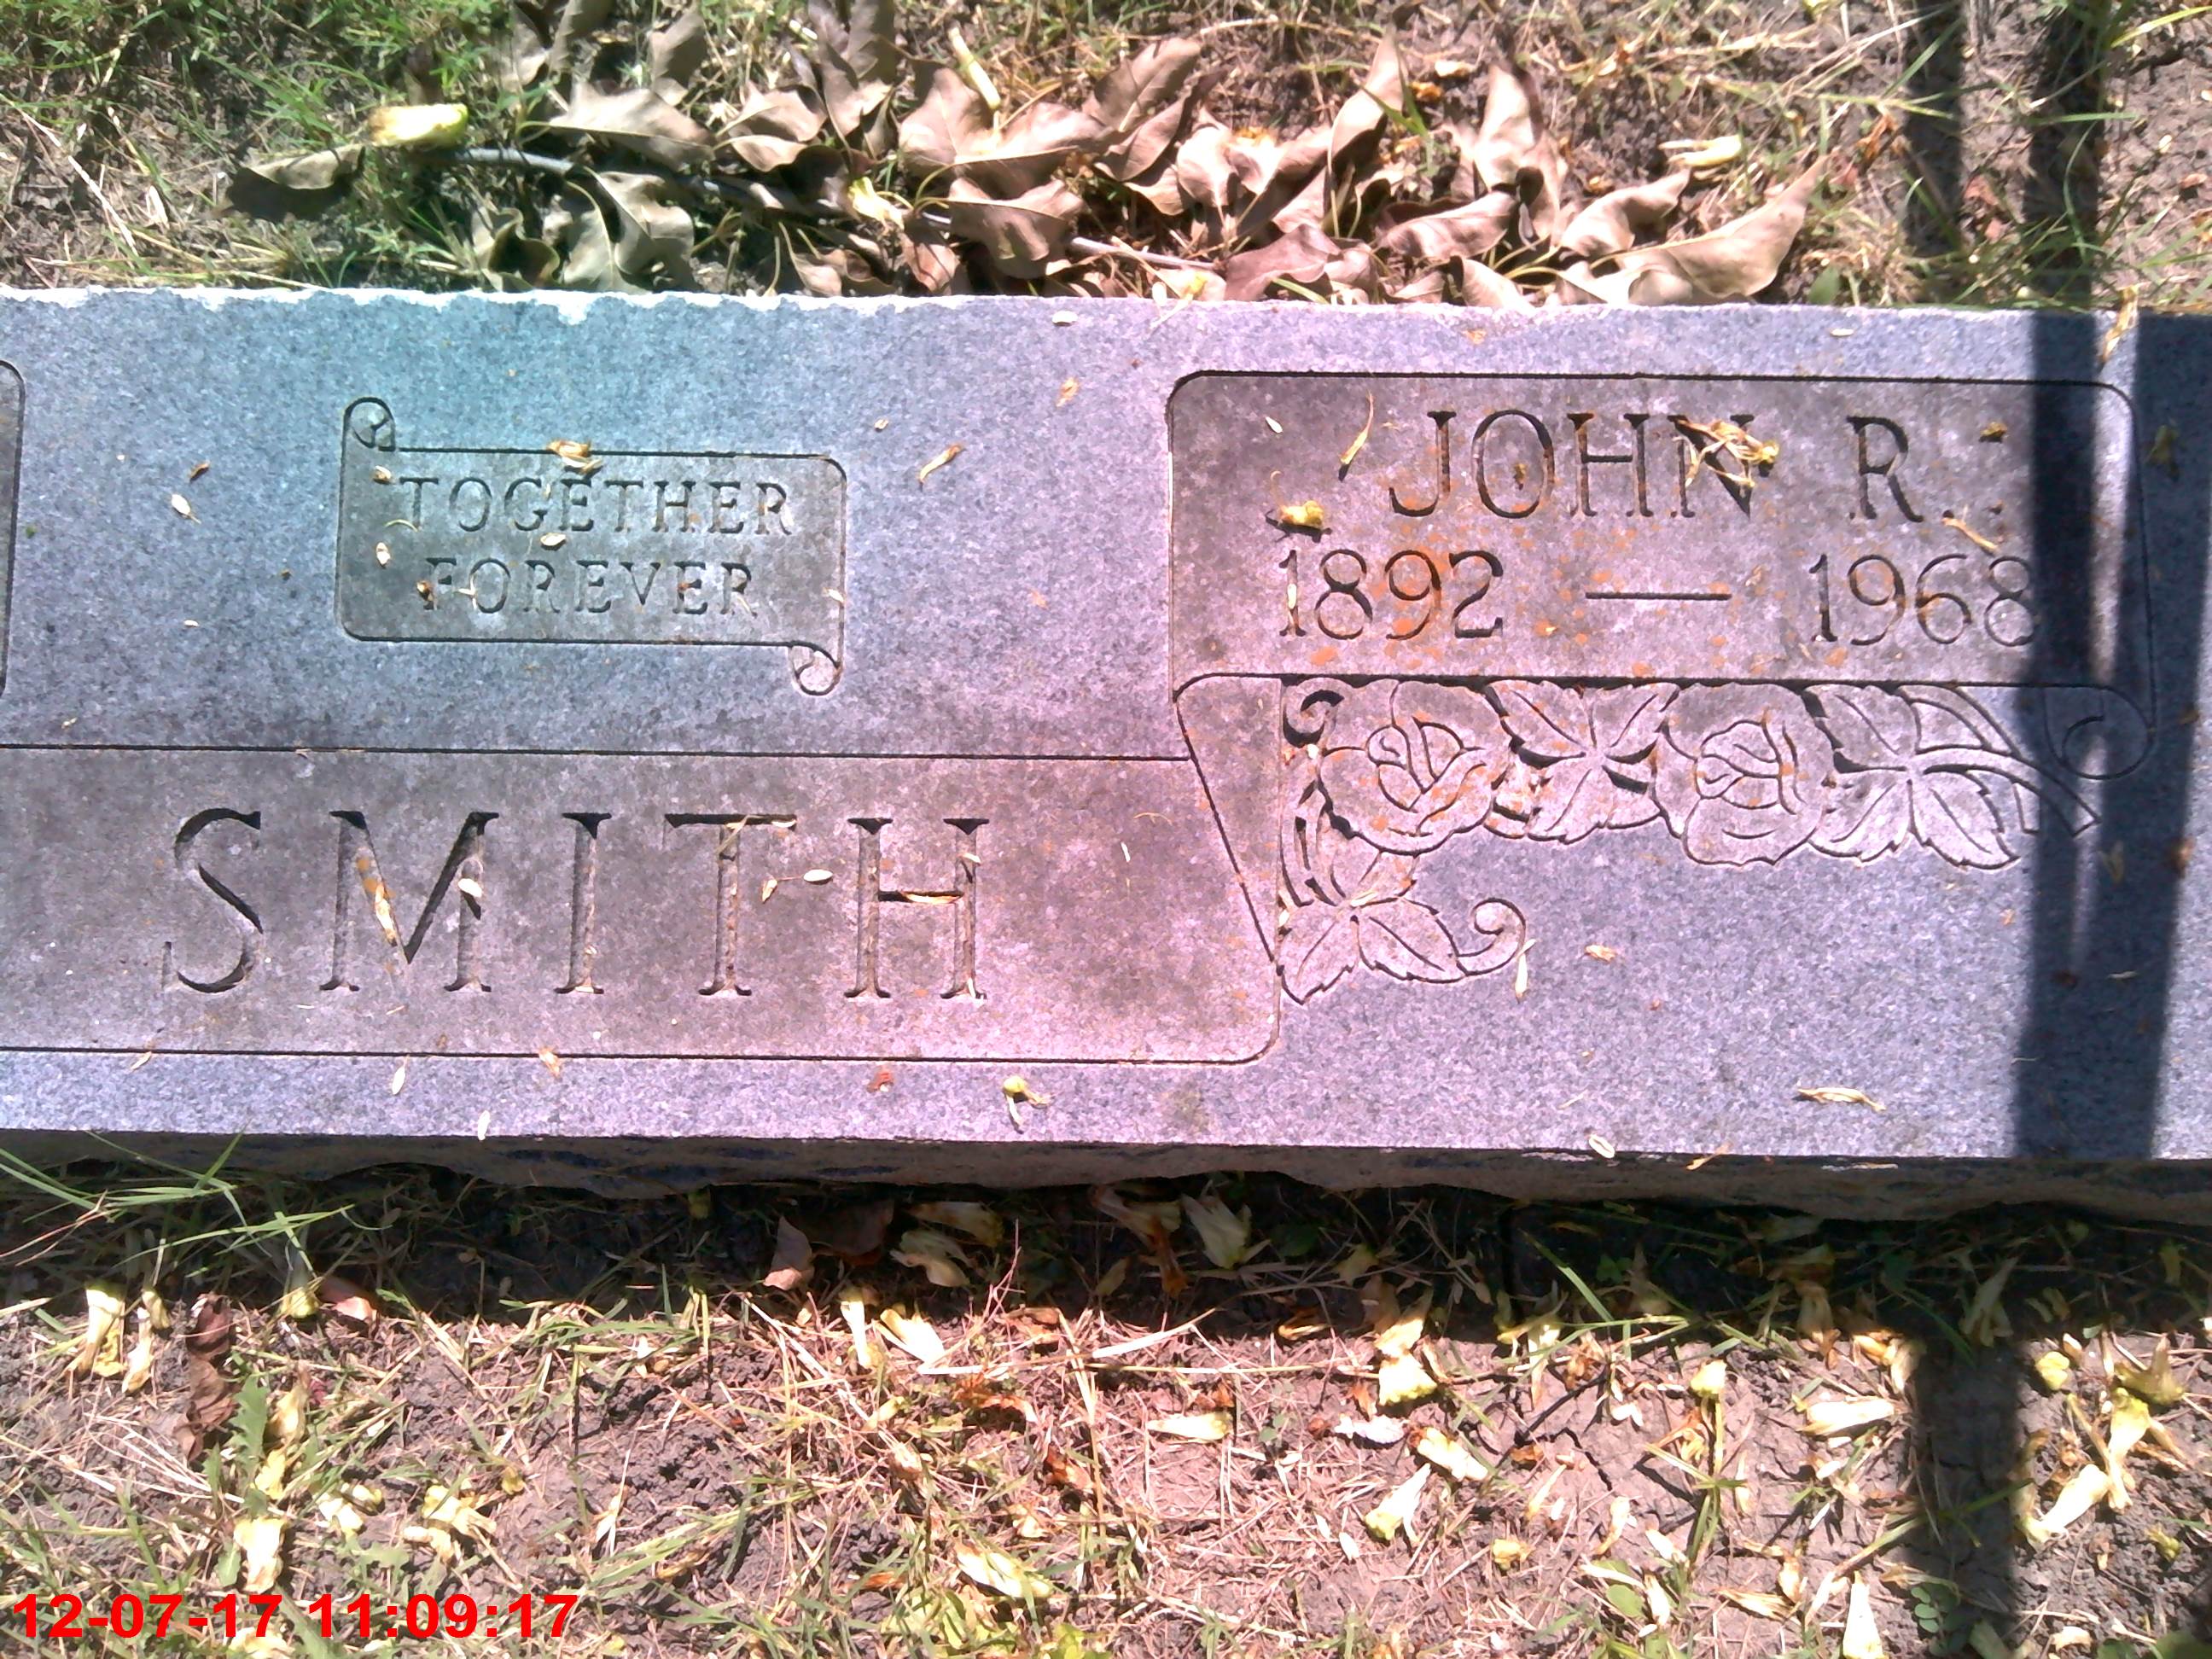 TOGETHER
FOREVER
JOHN R.
1892 — 1968
SMITH
12-07-17 11:09:17